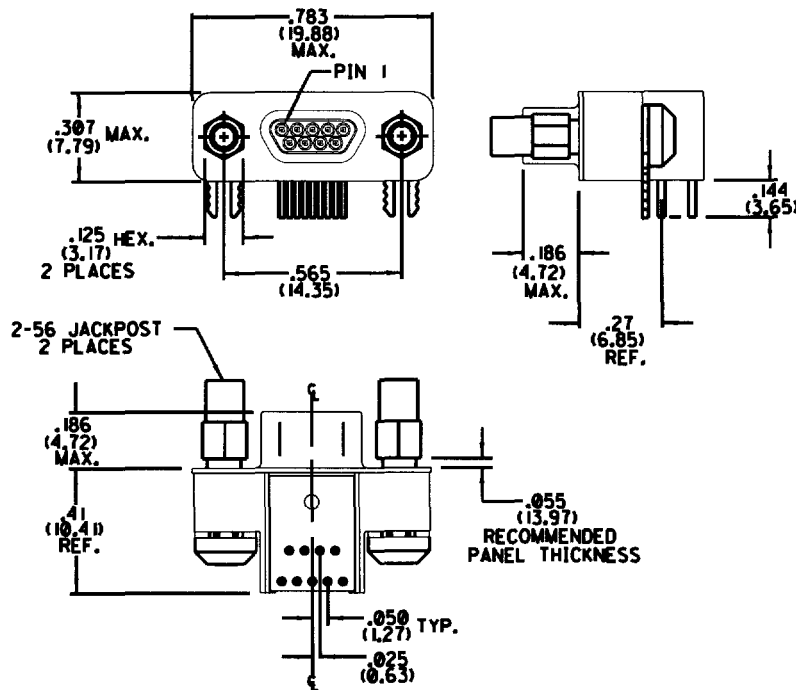 .783
(19.88)
MAX.
PIN 1
.307 MAX.
(7.79)
.125 HEX.
(3.17)
2 PLACES
.565
(14.35)
.144
(3.65)
.186
(4.72)
MAX.
.27
(6.85)
REF.
2-56 JACKPOST
2 PLACES
℄
.186
(4.72)
MAX.
.41
(10.41)
REF.
.055
(13.97)
RECOMMENDED
PANEL THICKNESS
.050 TYP.
(1.27)
.025
(0.63)
℄